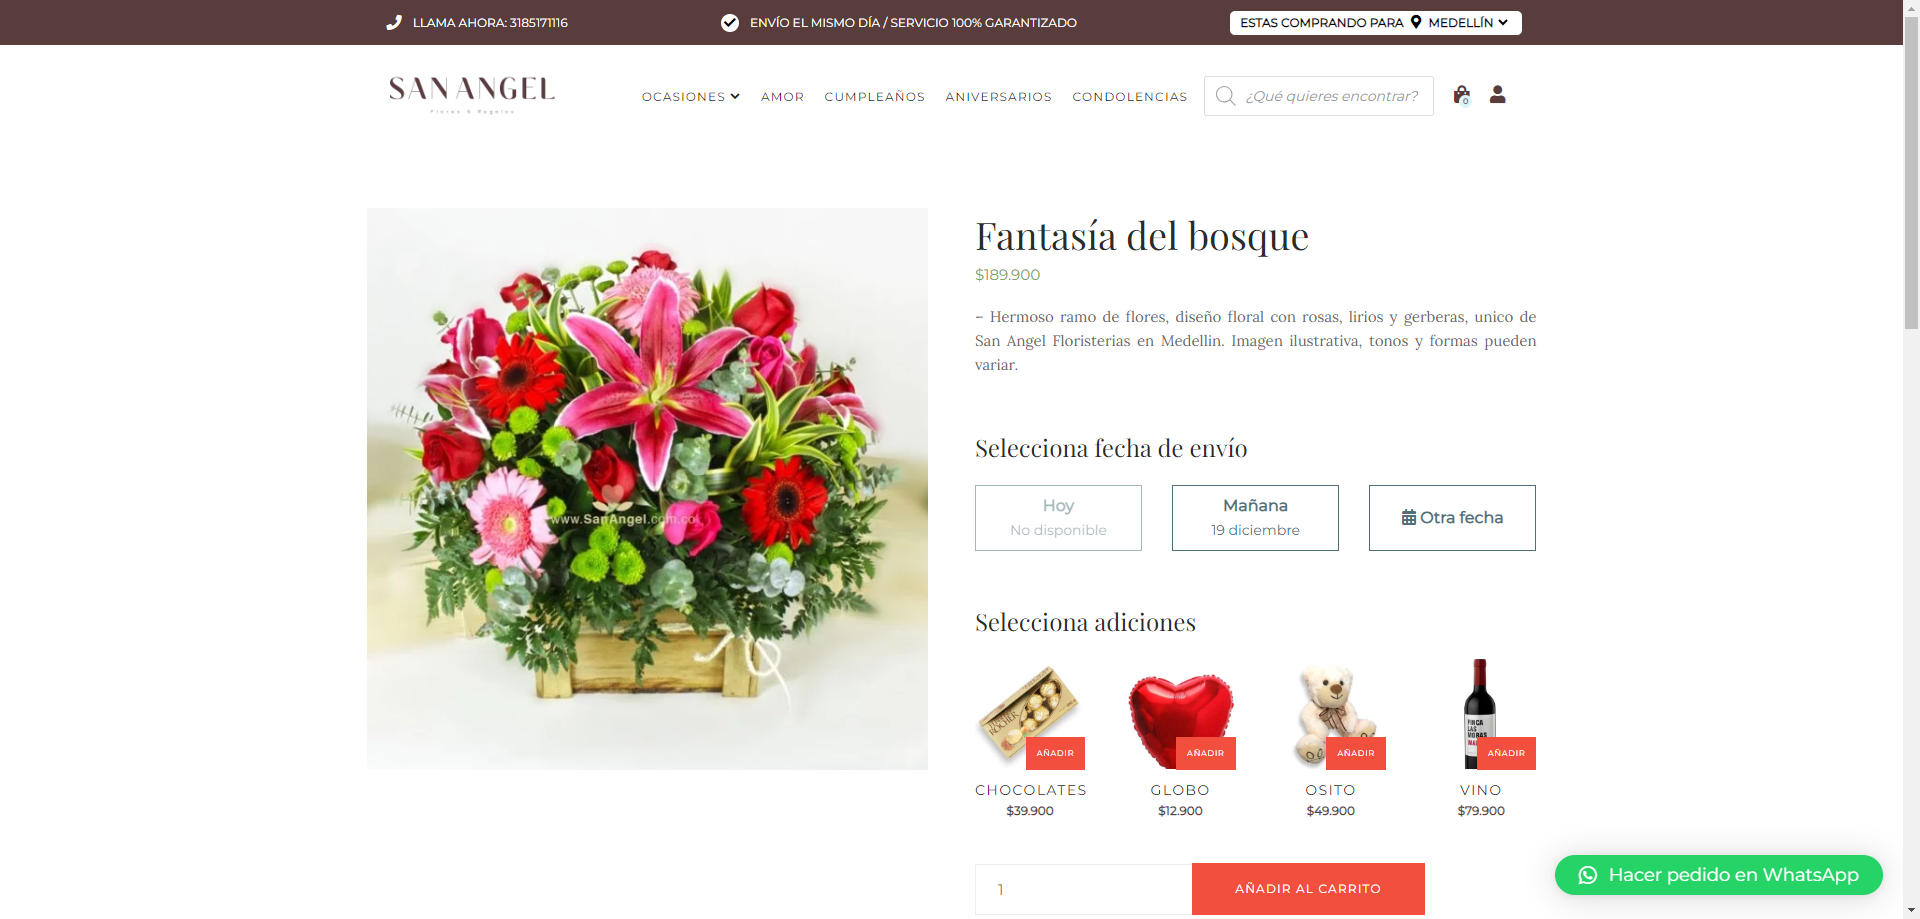 LLAMA AHORA: 3185171116
ENVÍO EL MISMO DÍA / SERVICIO 100% GARANTIZADO
ESTAS COMPRANDO PARA MEDELLÍN
SAN ANGEL
Flores & Regalos
OCASIONES
AMOR
CUMPLEAÑOS
ANIVERSARIOS
CONDOLENCIAS
¿Qué quieres encontrar?
0
www.SanAngel.com.co
Fantasía del bosque
$189.900
– Hermoso ramo de flores, diseño floral con rosas, lirios y gerberas, unico de
San Angel Floristerias en Medellin. Imagen ilustrativa, tonos y formas pueden
variar.
Selecciona fecha de envío
Hoy
No disponible
Mañana
19 diciembre
Otra fecha
Selecciona adiciones
AÑADIR
AÑADIR
AÑADIR
FINCA
LAS
MORAS
AÑADIR
CHOCOLATES
$39.900
GLOBO
$12.900
OSITO
$49.900
VINO
$79.900
1
AÑADIR AL CARRITO
Hacer pedido en WhatsApp